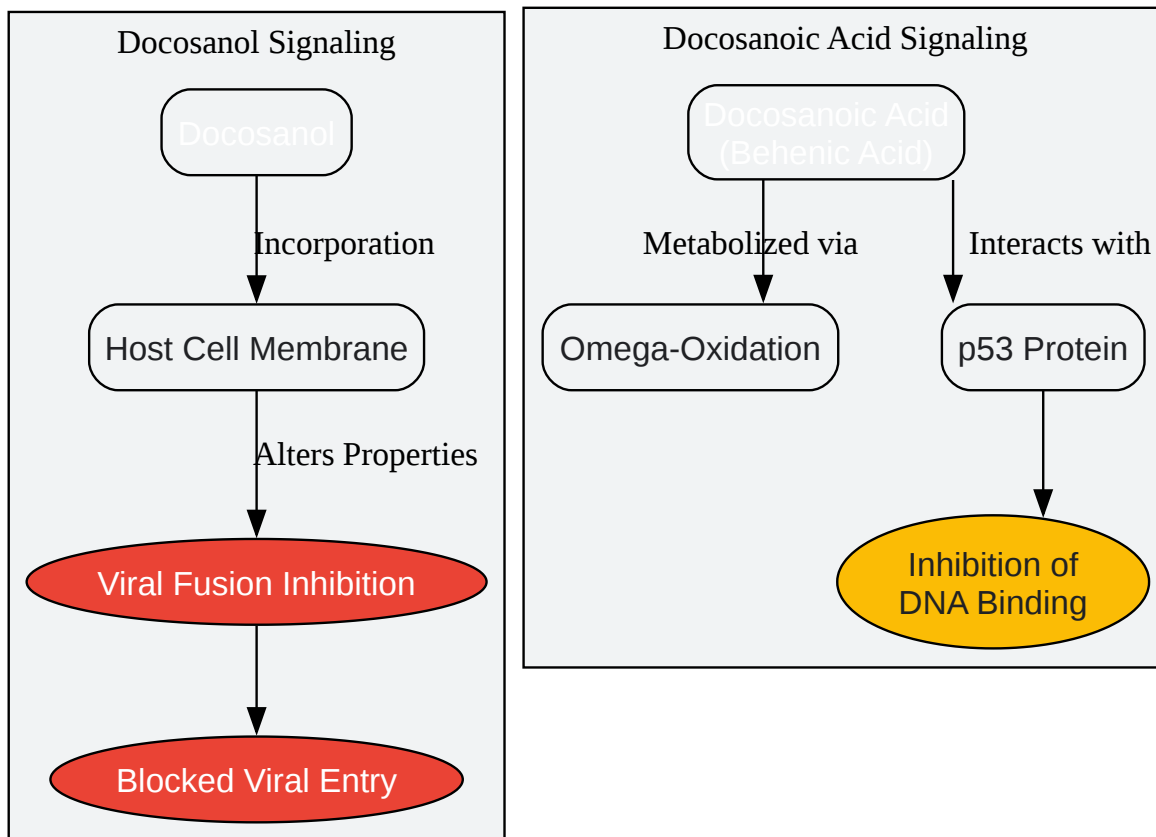 Docosanol Signaling
Docosanol
Incorporation
Host Cell Membrane
Alters Properties
Viral Fusion Inhibition
Blocked Viral Entry
Docosanoic Acid Signaling
Docosanoic Acid
(Behenic Acid)
Metabolized via
Interacts with
Omega-Oxidation
p53 Protein
Inhibition of
DNA Binding